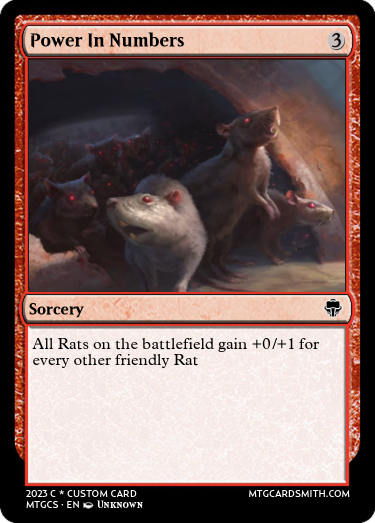 Power In Numbers 3
Sorcery
All Rats on the battlefield gain +0/+1 for
every other friendly Rat
2023 C * CUSTOM CARD MTGCARDSMITH.COM
MTGCS · EN Unknown